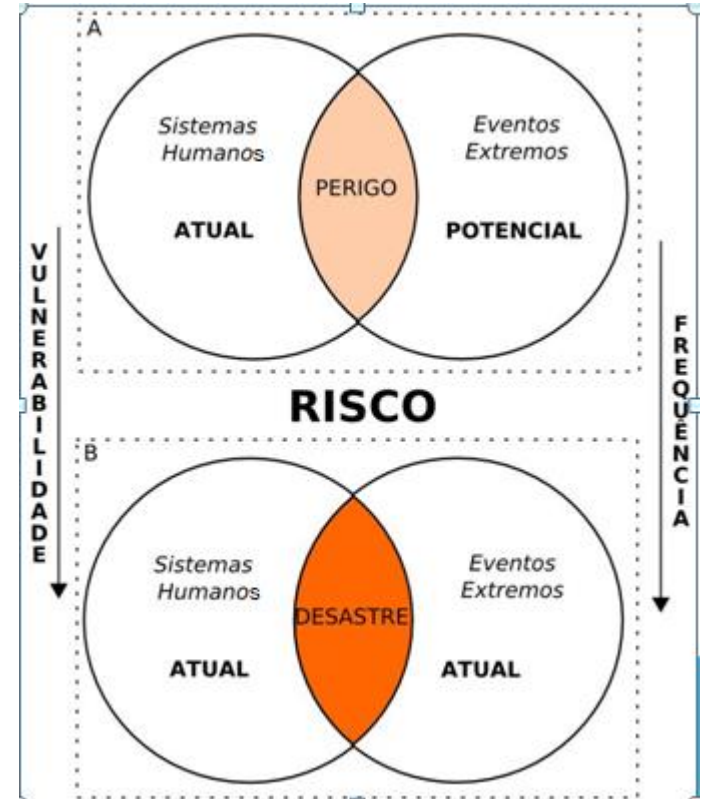 A
Sistemas
Humanos
ATUAL
PERIGO
Eventos
Extremos
POTENCIAL
VULNERABILIDADE
RISCO
FREQUÊNCIA
B
Sistemas
Humanos
ATUAL
DESASTRE
Eventos
Extremos
ATUAL